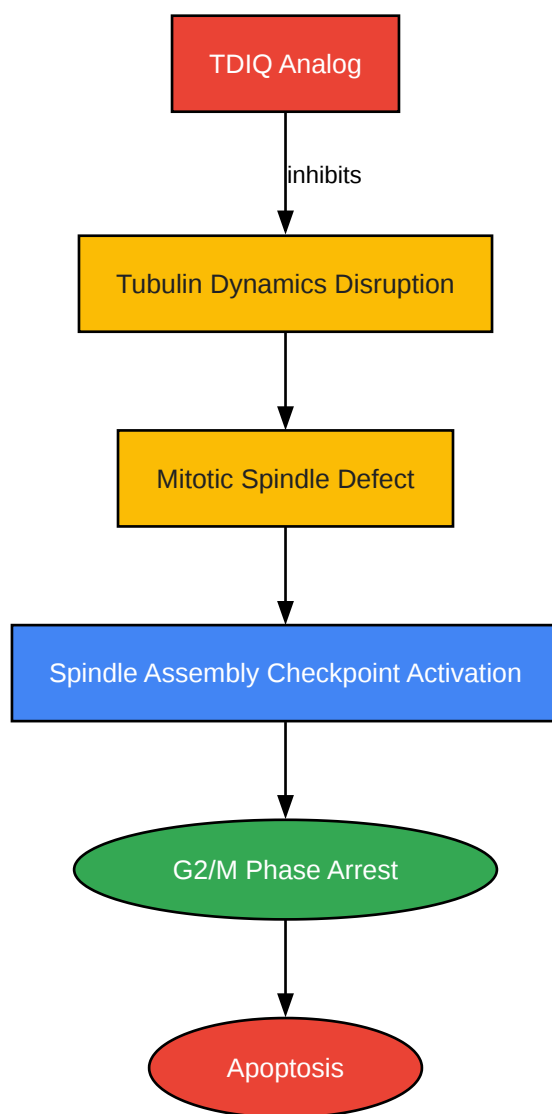 TDIQ Analog
inhibits
Tubulin Dynamics Disruption
Mitotic Spindle Defect
Spindle Assembly Checkpoint Activation
G2/M Phase Arrest
Apoptosis